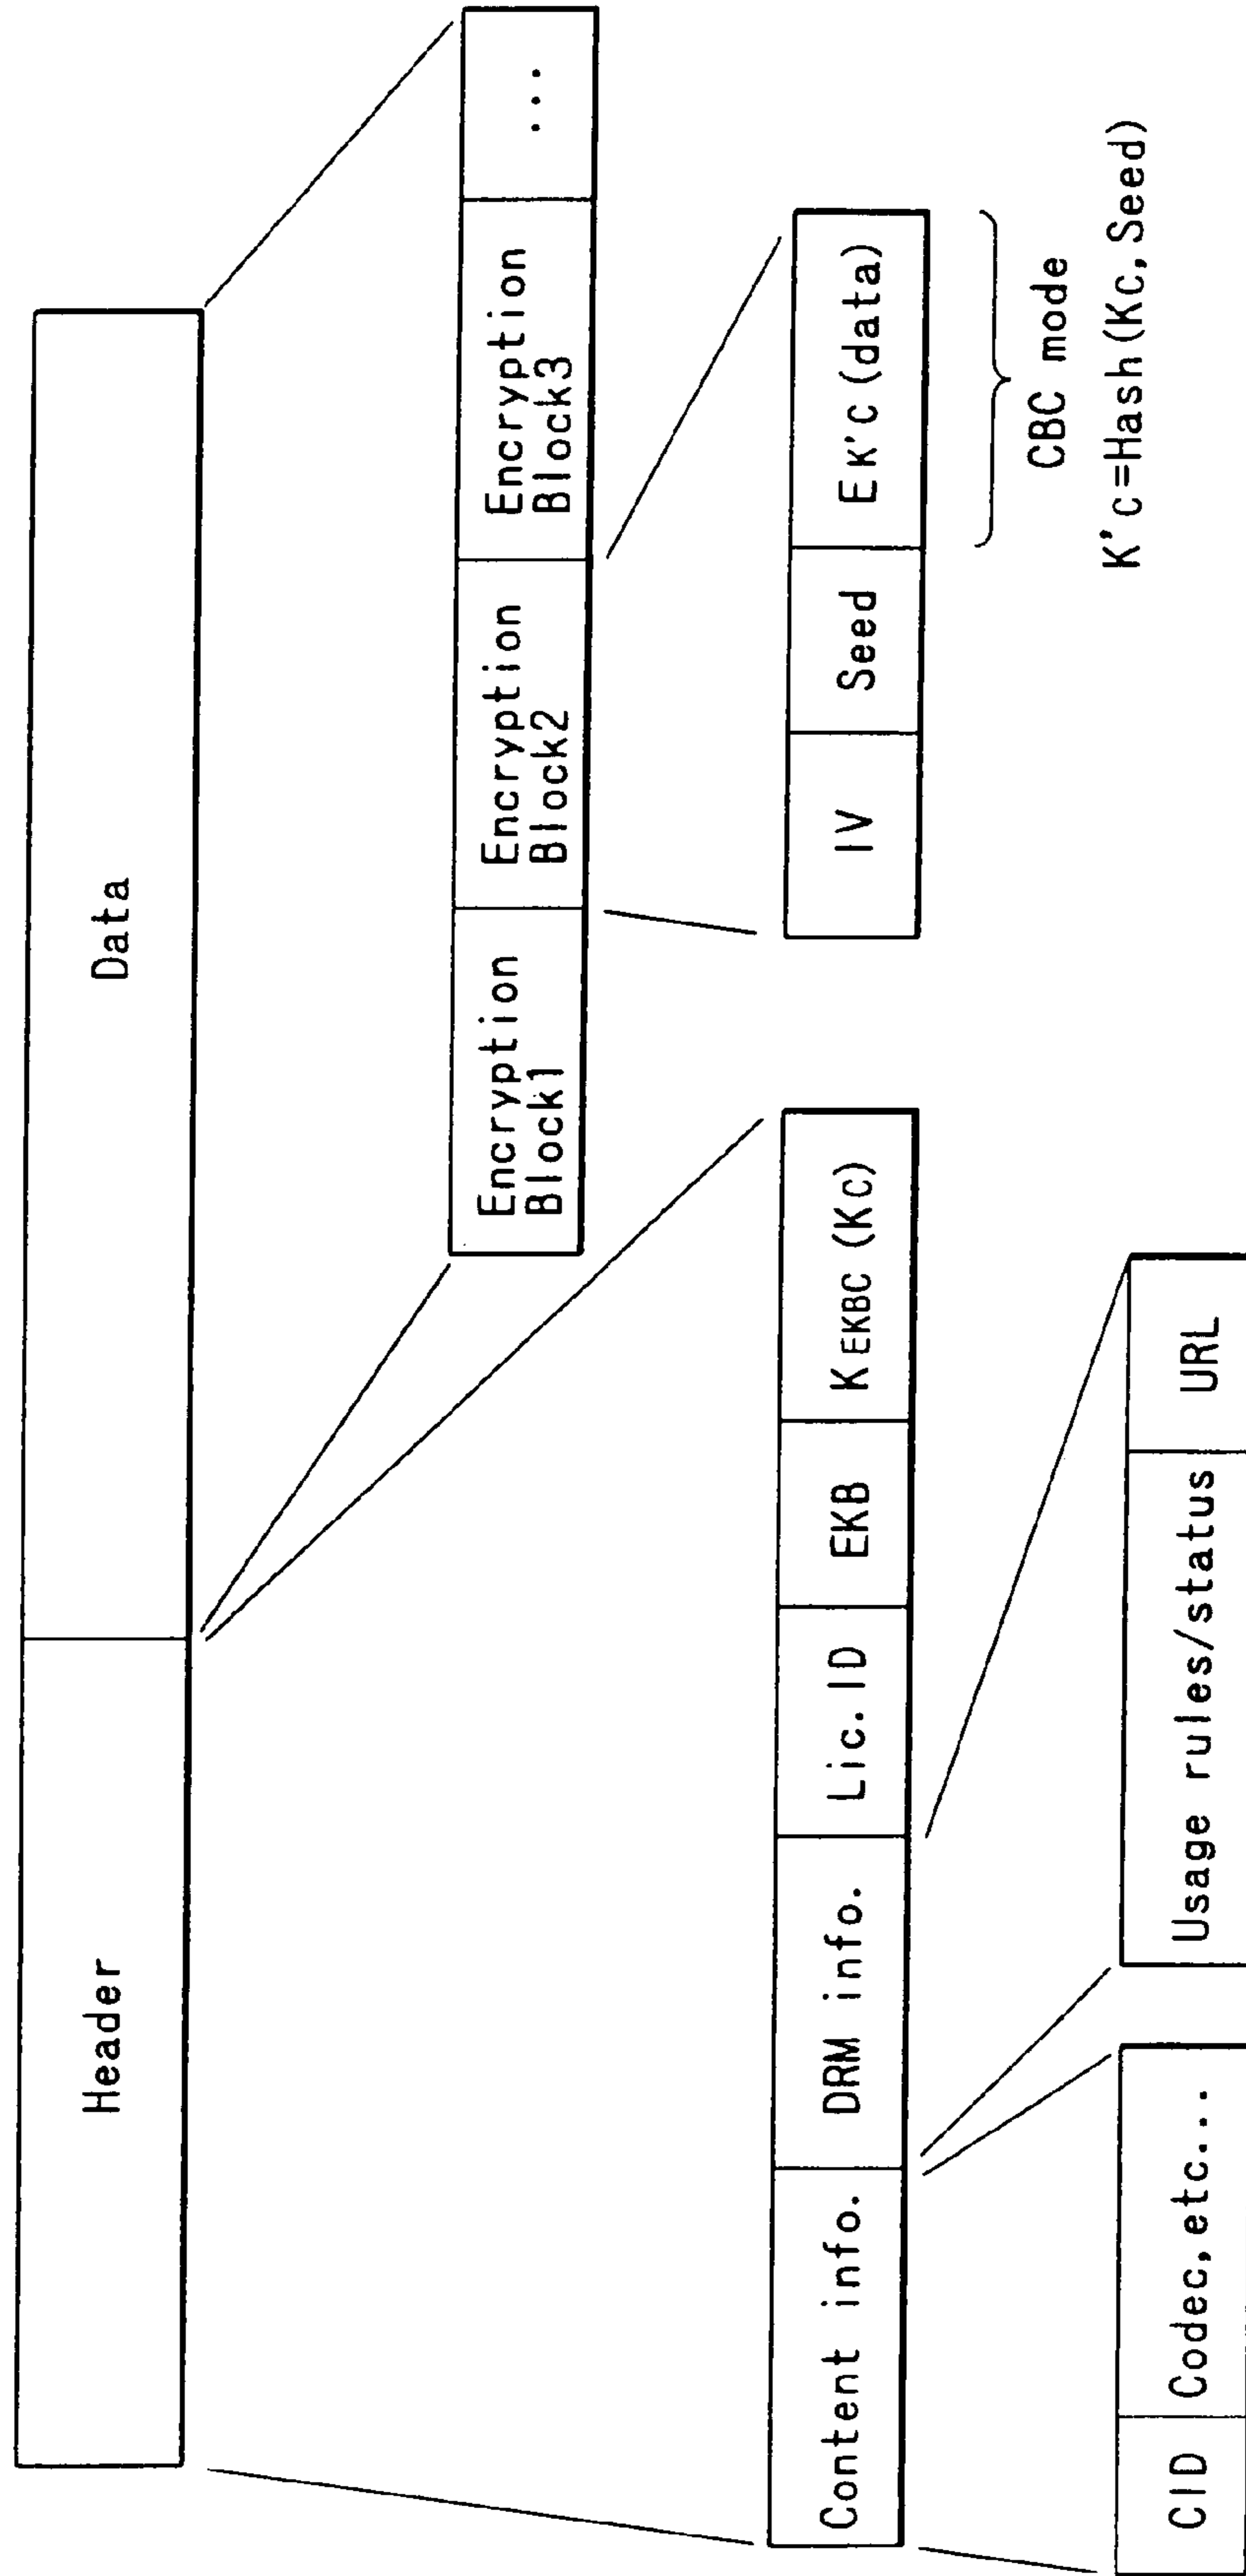 Header
Data
Encryption
Block1
Encryption
Block2
Encryption
Block3
...
Content info.
DRM info.
Lic.ID
EKB
KEKBC (Kc)
IV
Seed
EK'C (data)
CBC mode
K'C=Hash(Kc,Seed)
CID
Codec,etc...
Usage rules/status
URL